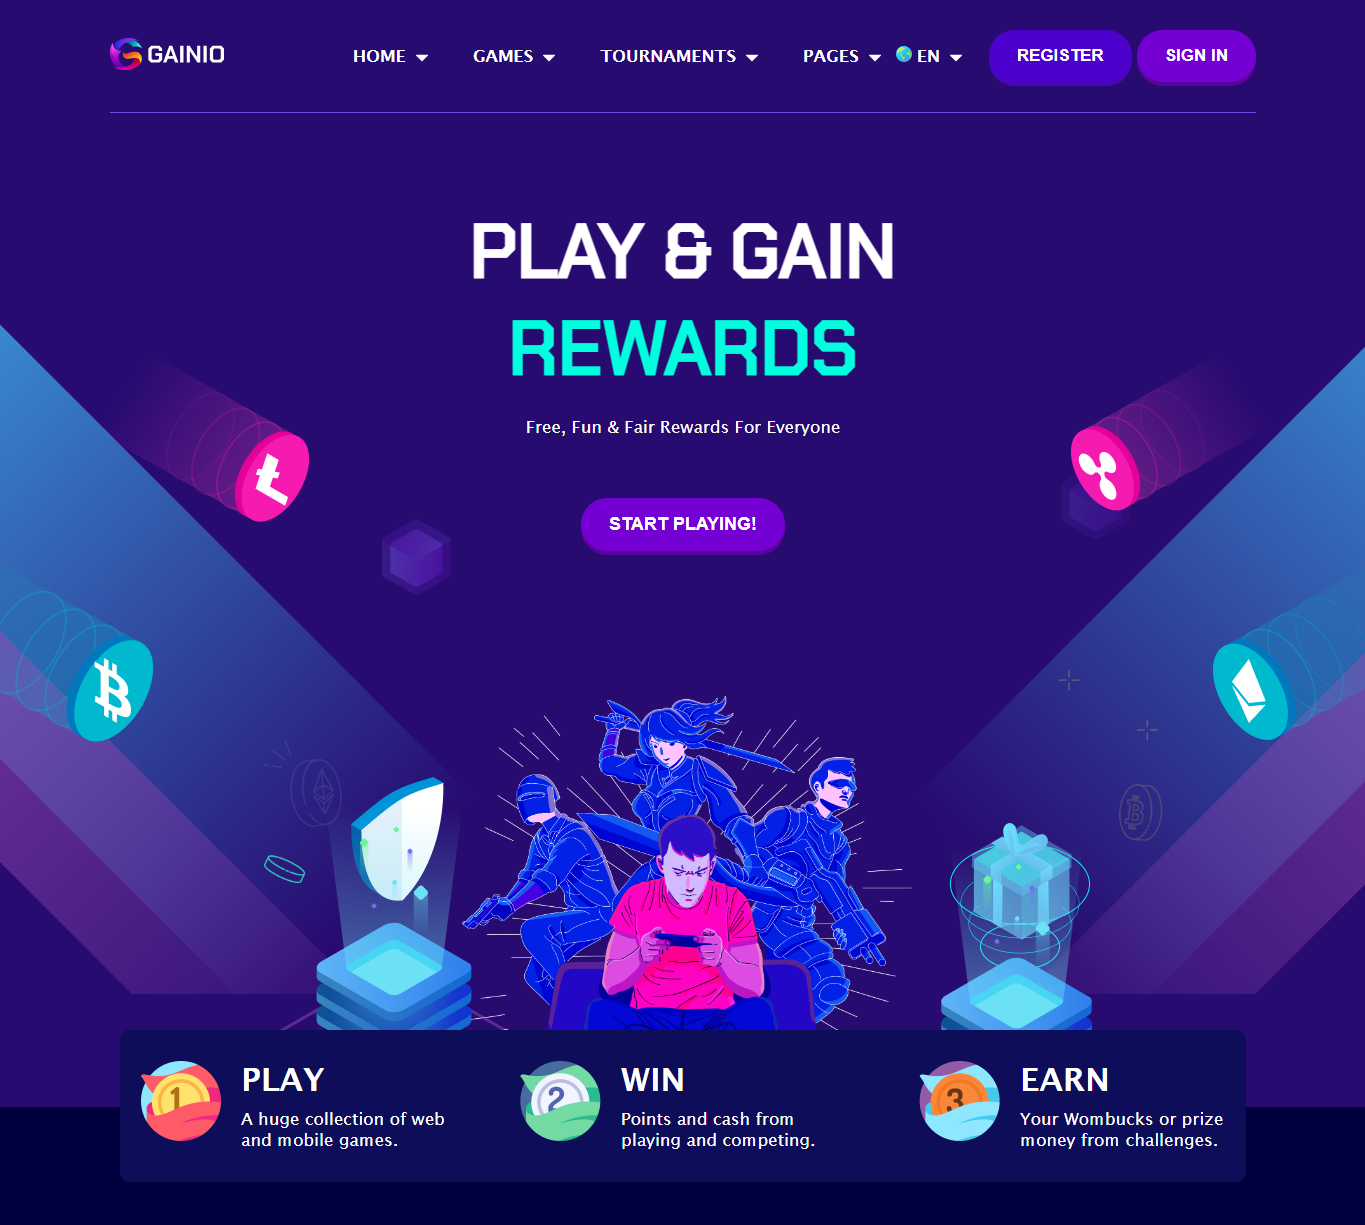 GAINIO
HOME GAMES TOURNAMENTS PAGES EN REGISTER SIGN IN
PLAY & GAIN
REWARDS
Free, Fun & Fair Rewards For Everyone
START PLAYING!
1
PLAY
A huge collection of web
and mobile games.
2
WIN
Points and cash from
playing and competing.
3
EARN
Your Wombucks or prize
money from challenges.